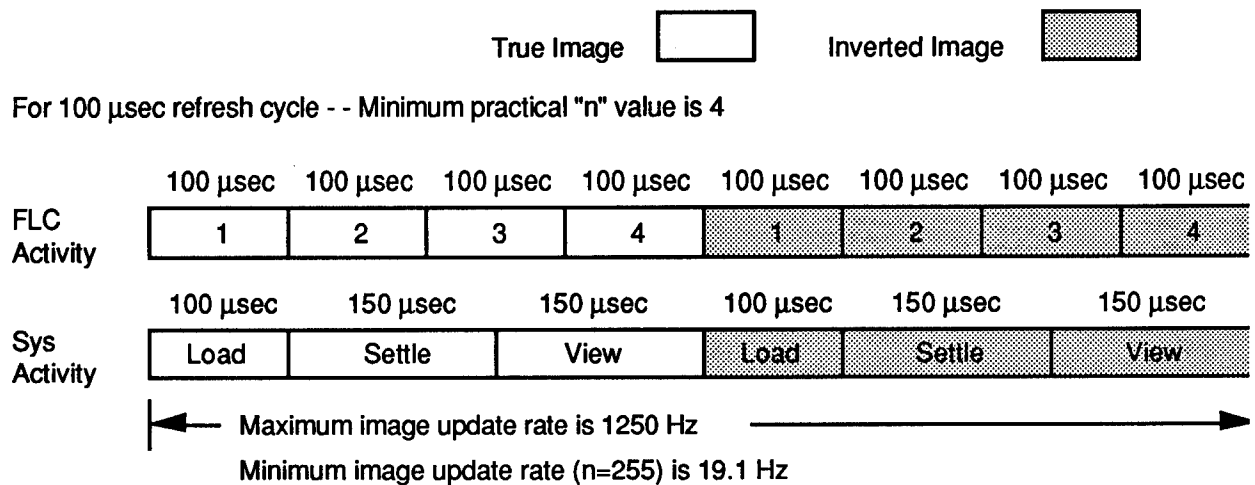 True Image Inverted Image
For 100 µsec refresh cycle - - Minimum practical "n" value is 4
100 µsec 100 µsec 100 µsec 100 µsec 100 µsec 100 µsec 100 µsec 100 µsec
FLC
Activity
1 2 3 4 1 2 3 4
100 µsec 150 µsec 150 µsec 100 µsec 150 µsec 150 µsec
Sys
Activity
Load Settle View Load Settle View
Maximum image update rate is 1250 Hz
Minimum image update rate (n=255) is 19.1 Hz